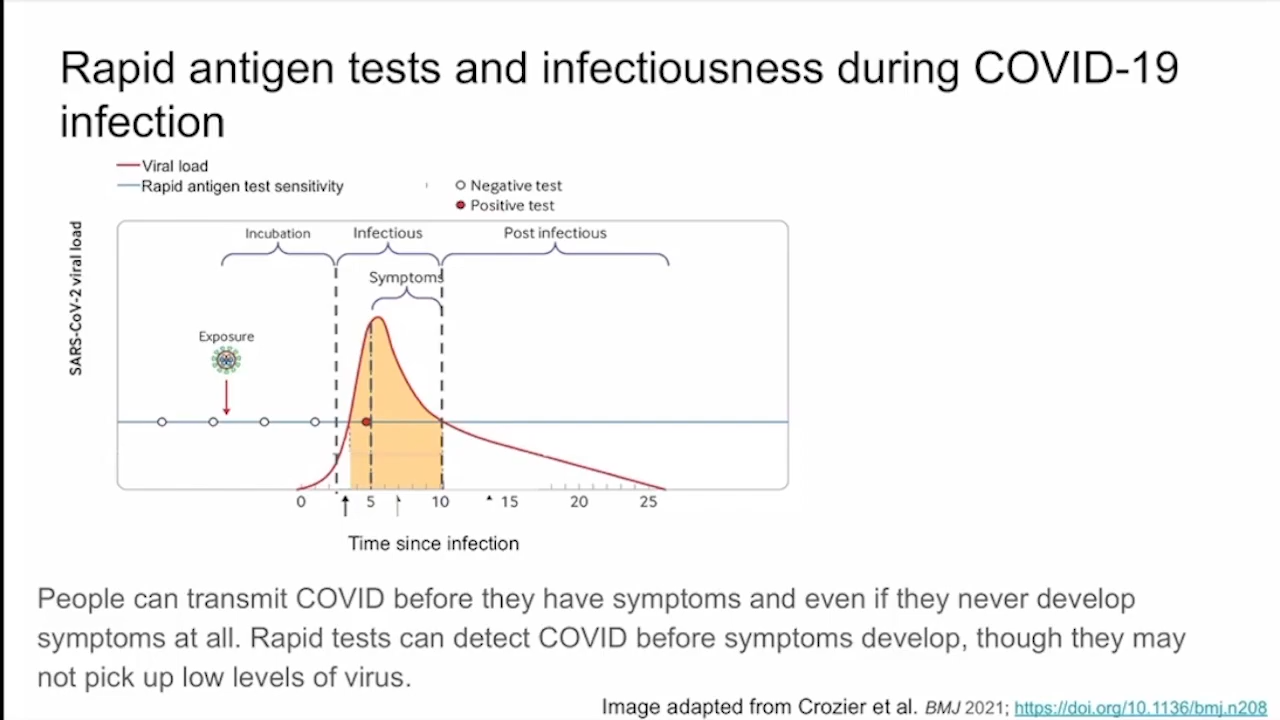 Rapid antigen tests and infectiousness during COVID-19
infection
Viral load
Rapid antigen test sensitivity
Negative test
Positive test
SARS-CoV-2 viral load
Incubation
Infectious
Post infectious
Symptoms
Exposure
0 5 10 15 20 25
Time since infection
People can transmit COVID before they have symptoms and even if they never develop
symptoms at all. Rapid tests can detect COVID before symptoms develop, though they may
not pick up low levels of virus.
Image adapted from Crozier et al. BMJ 2021; https://doi.org/10.1136/bmj.n208